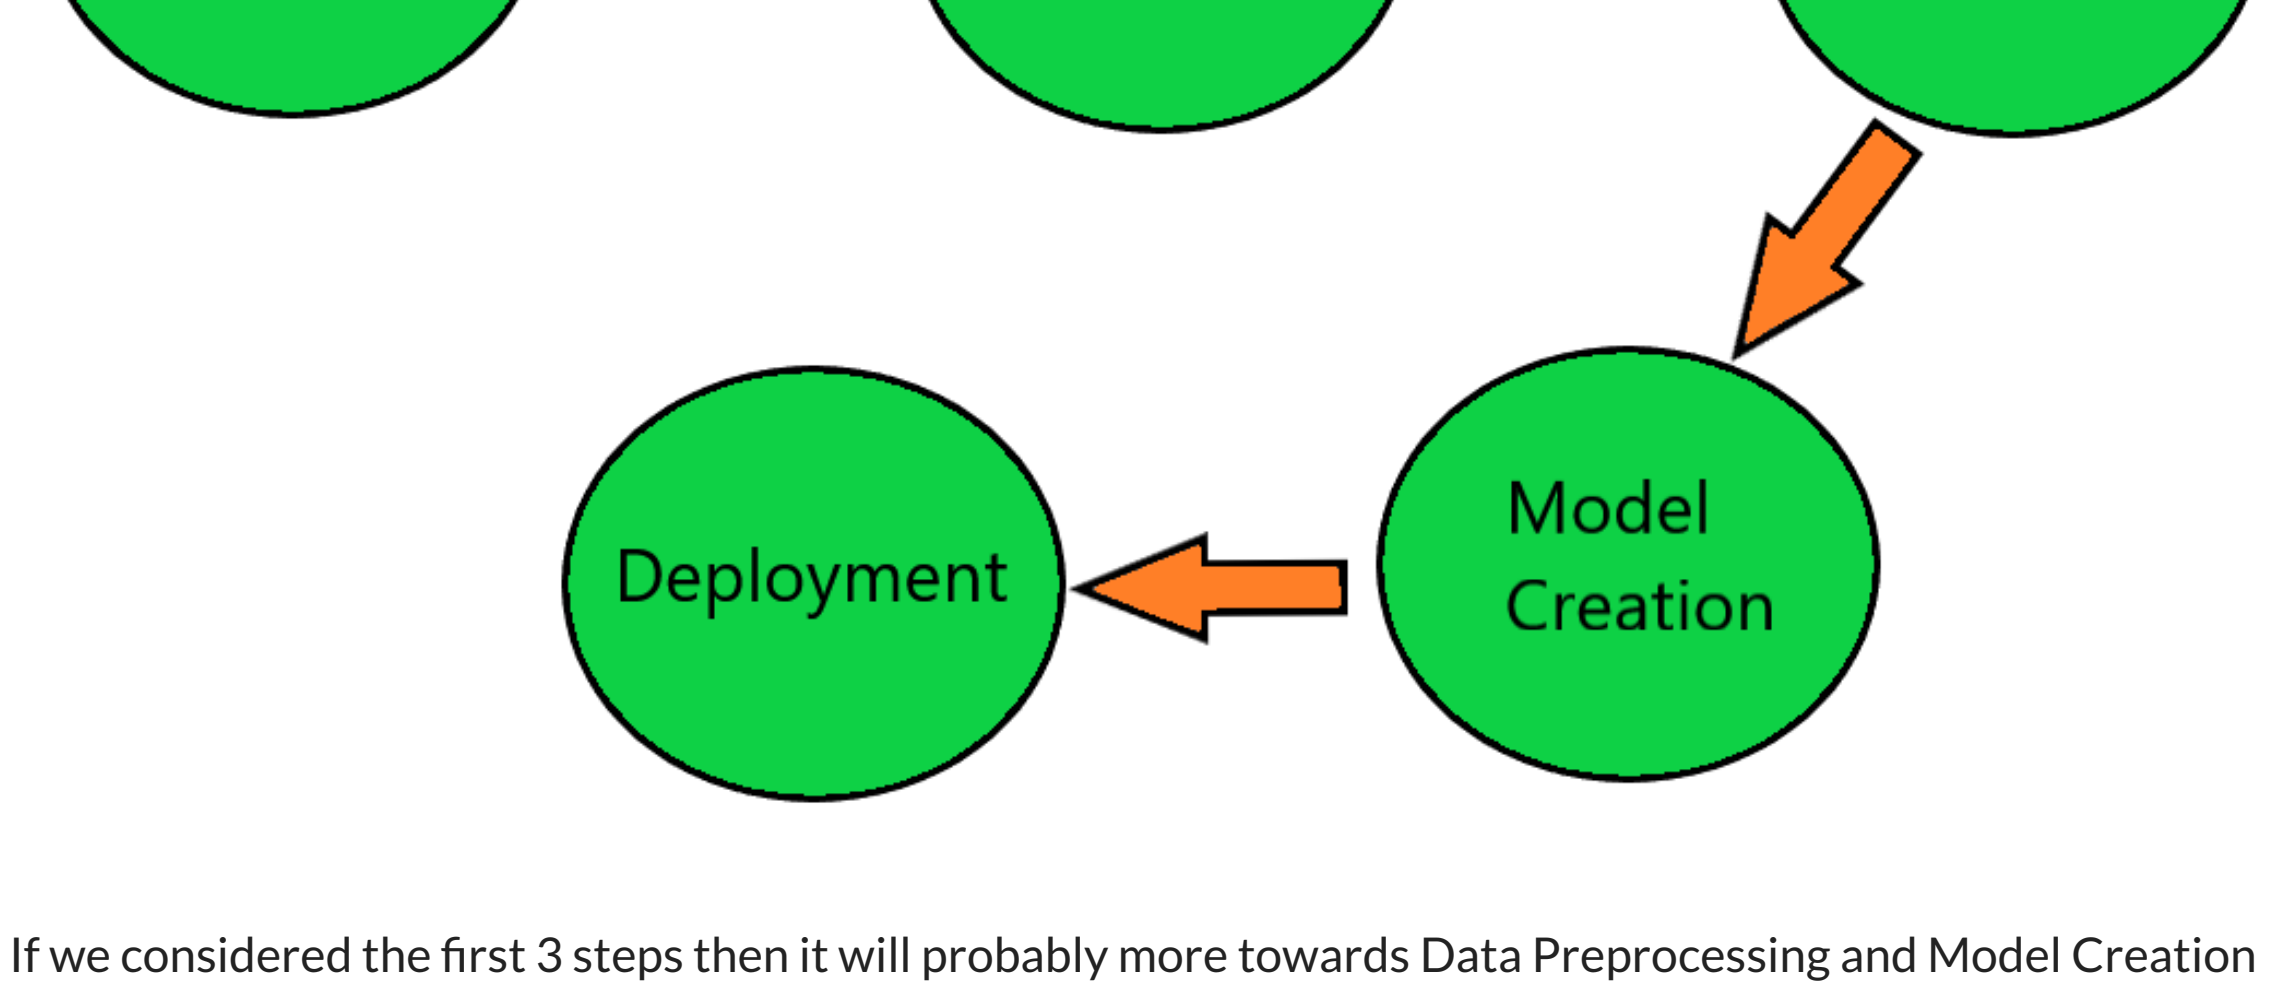 Model
Creation
Deployment
If we considered the first 3 steps then it will probably more towards Data Preprocessing and Model Creation